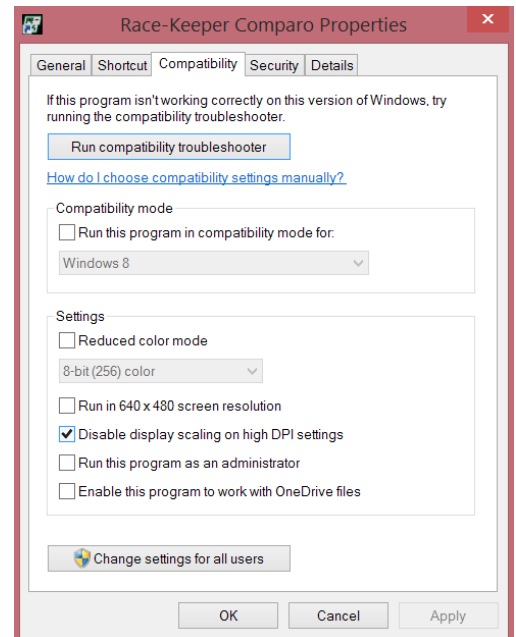 Race-Keeper Comparo Properties
General Shortcut Compatibility Security Details
If this program isn't working correctly on this version of Windows, try
running the compatibility troubleshooter.
Run compatibility troubleshooter
How do I choose compatibility settings manually?
Compatibility mode
Run this program in compatibility mode for:
Windows 8
Settings
Reduced color mode
8-bit (256) color
Run in 640 x 480 screen resolution
Disable display scaling on high DPI settings
Run this program as an administrator
Enable this program to work with OneDrive files
Change settings for all users
OK Cancel Apply